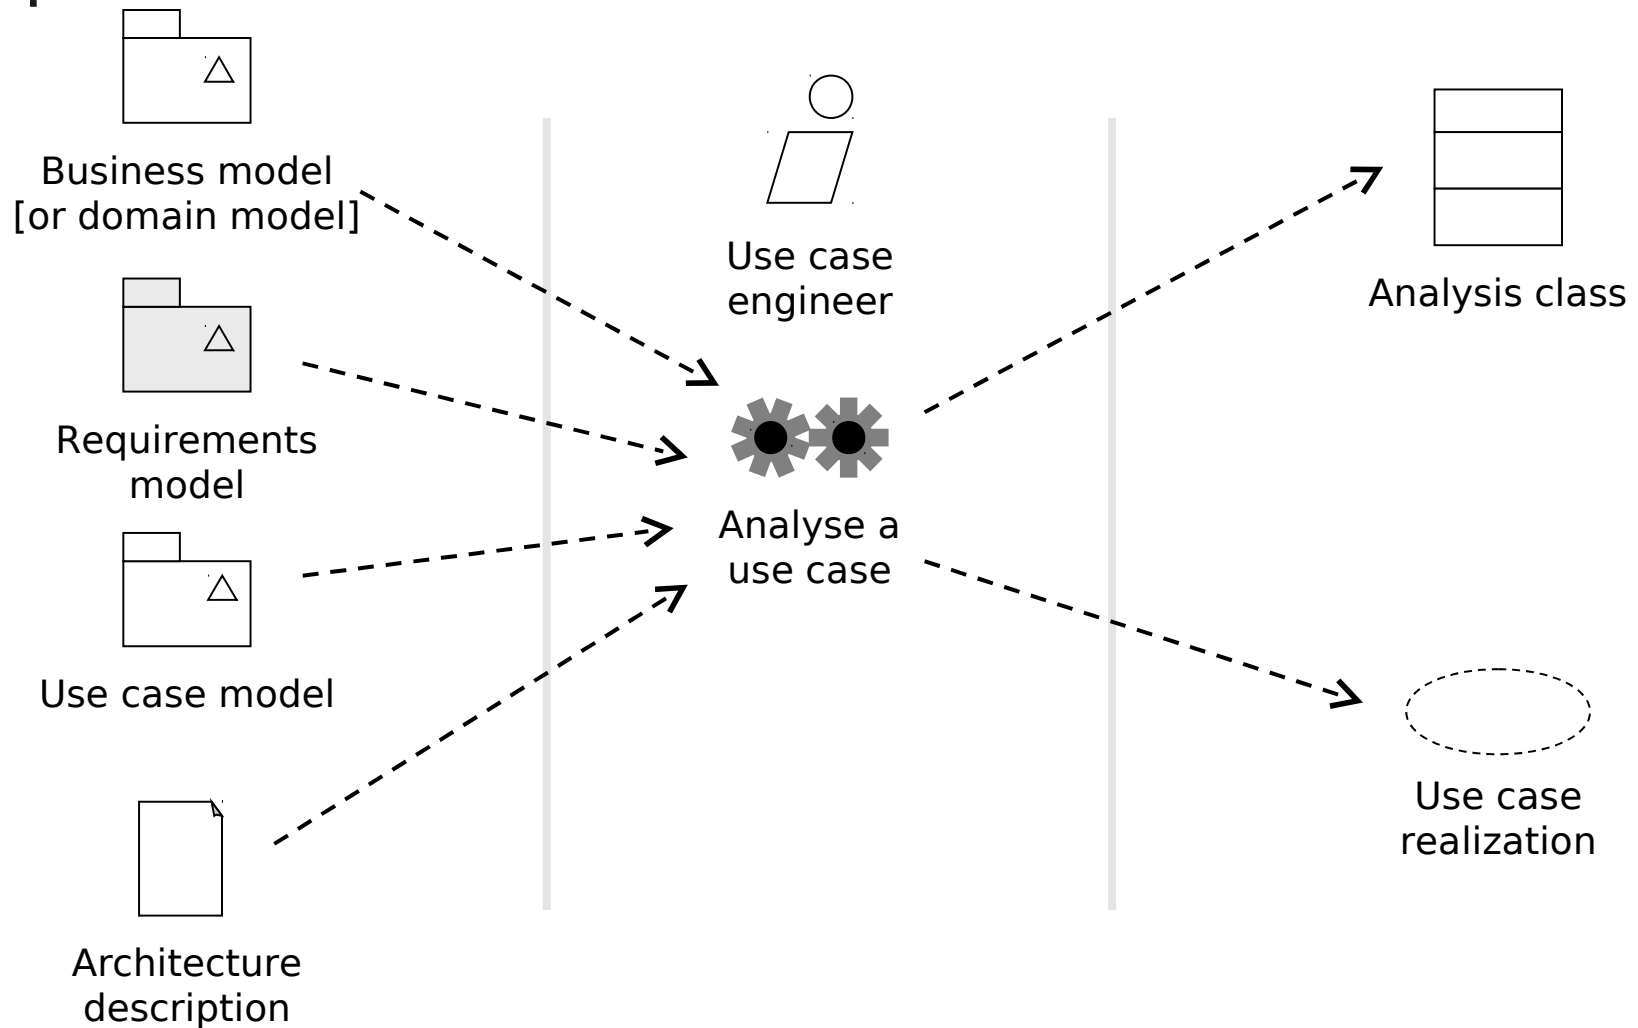 Business model
[or domain model]
Requirements
model
Use case model
Architecture
description
Use case
engineer
Analyse a
use case
Analysis class
Use case
realization